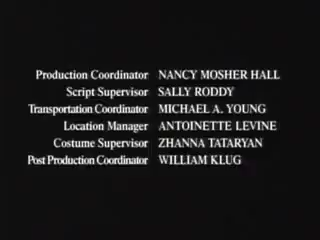 Production Coordinator NANCY MOSHER HALL
Script Supervisor SALLY RODDY
Transportation Coordinator MICHAEL A. YOUNG
Location Manager ANTOINETTE LEVINE
Costume Supervisor ZHANNA TATARYAN
Post Production Coordinator WILLIAM KLUG